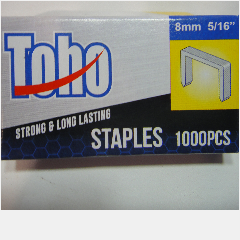 8mm 5/16"
Toho
STRONG & LONG LASTING
STAPLES 1000PCS